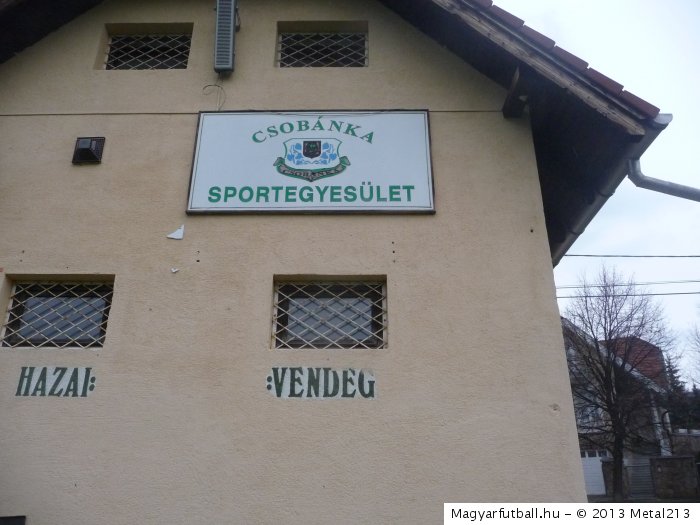 CSOBÁNKA
SPORTEGYESÜLET
HAZAI:
:VENDEG
Magyarfutball.hu – © 2013 Metal213